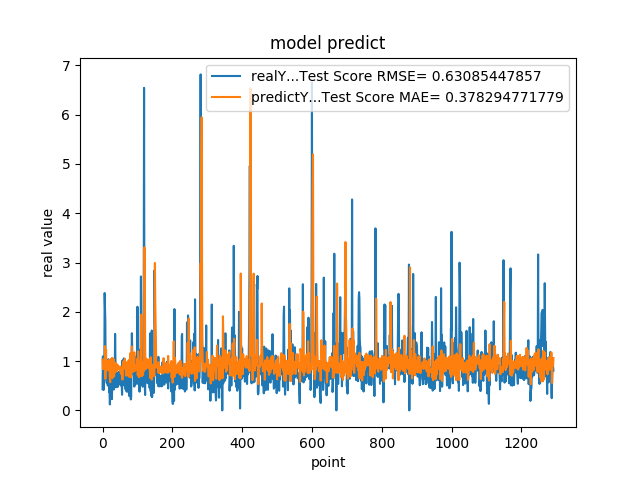 model predict
realY...Test Score RMSE= 0.63085447857
predictY...Test Score MAE= 0.378294771779
real value
7
6
5
4
3
2
1
0
0 200 400 600 800 1000 1200
point